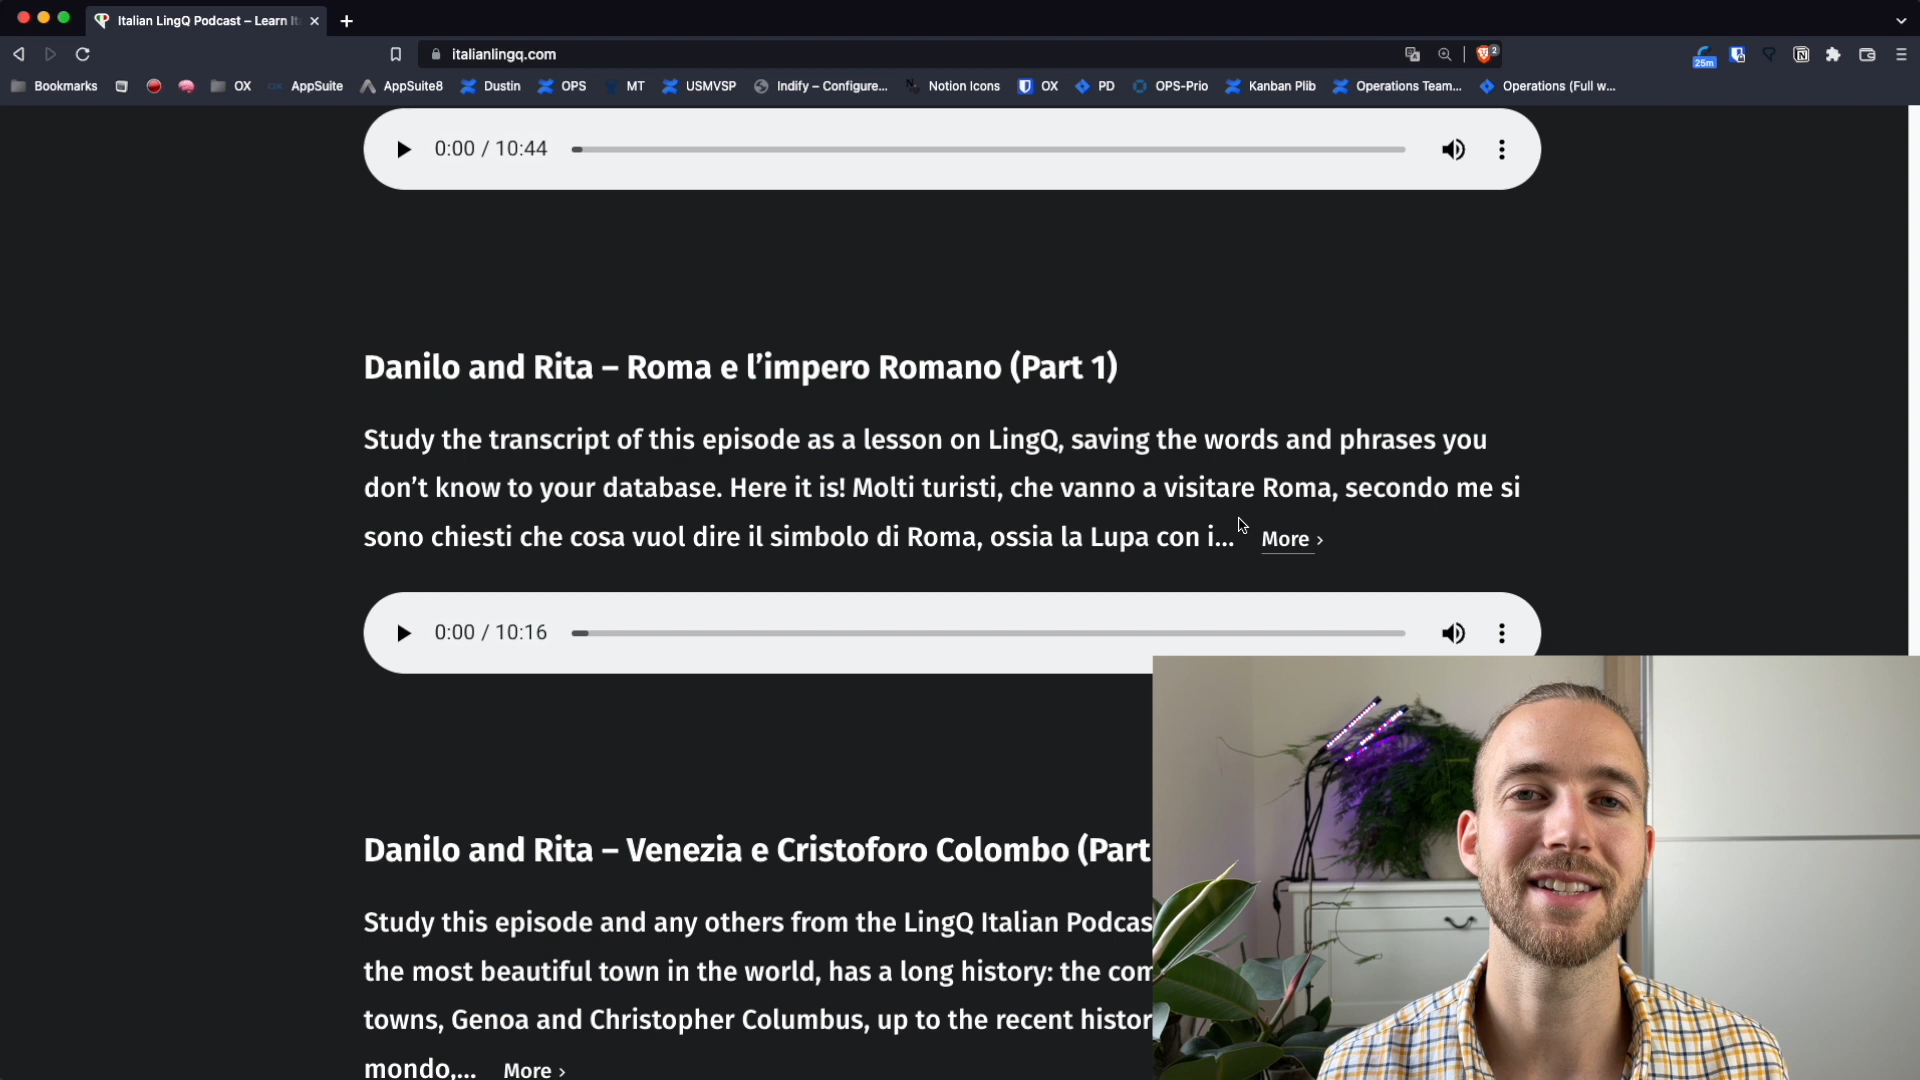 Italian LingQ Podcast – Learn It
italianlingq.com
2
25m
Bookmarks OX AppSuite AppSuite8 Dustin OPS MT USMVSP Indify – Configure... Notion Icons OX PD OPS-Prio Kanban Plib Operations Team... Operations (Full w...
0:00 / 10:44
Danilo and Rita – Roma e l’impero Romano (Part 1)
Study the transcript of this episode as a lesson on LingQ, saving the words and phrases you
don’t know to your database. Here it is! Molti turisti, che vanno a visitare Roma, secondo me si
sono chiesti che cosa vuol dire il simbolo di Roma, ossia la Lupa con i... More ›
0:00 / 10:16
Danilo and Rita – Venezia e Cristoforo Colombo (Part
Study this episode and any others from the LingQ Italian Podcas
the most beautiful town in the world, has a long history: the com
towns, Genoa and Christopher Columbus, up to the recent histor
mondo,... More ›